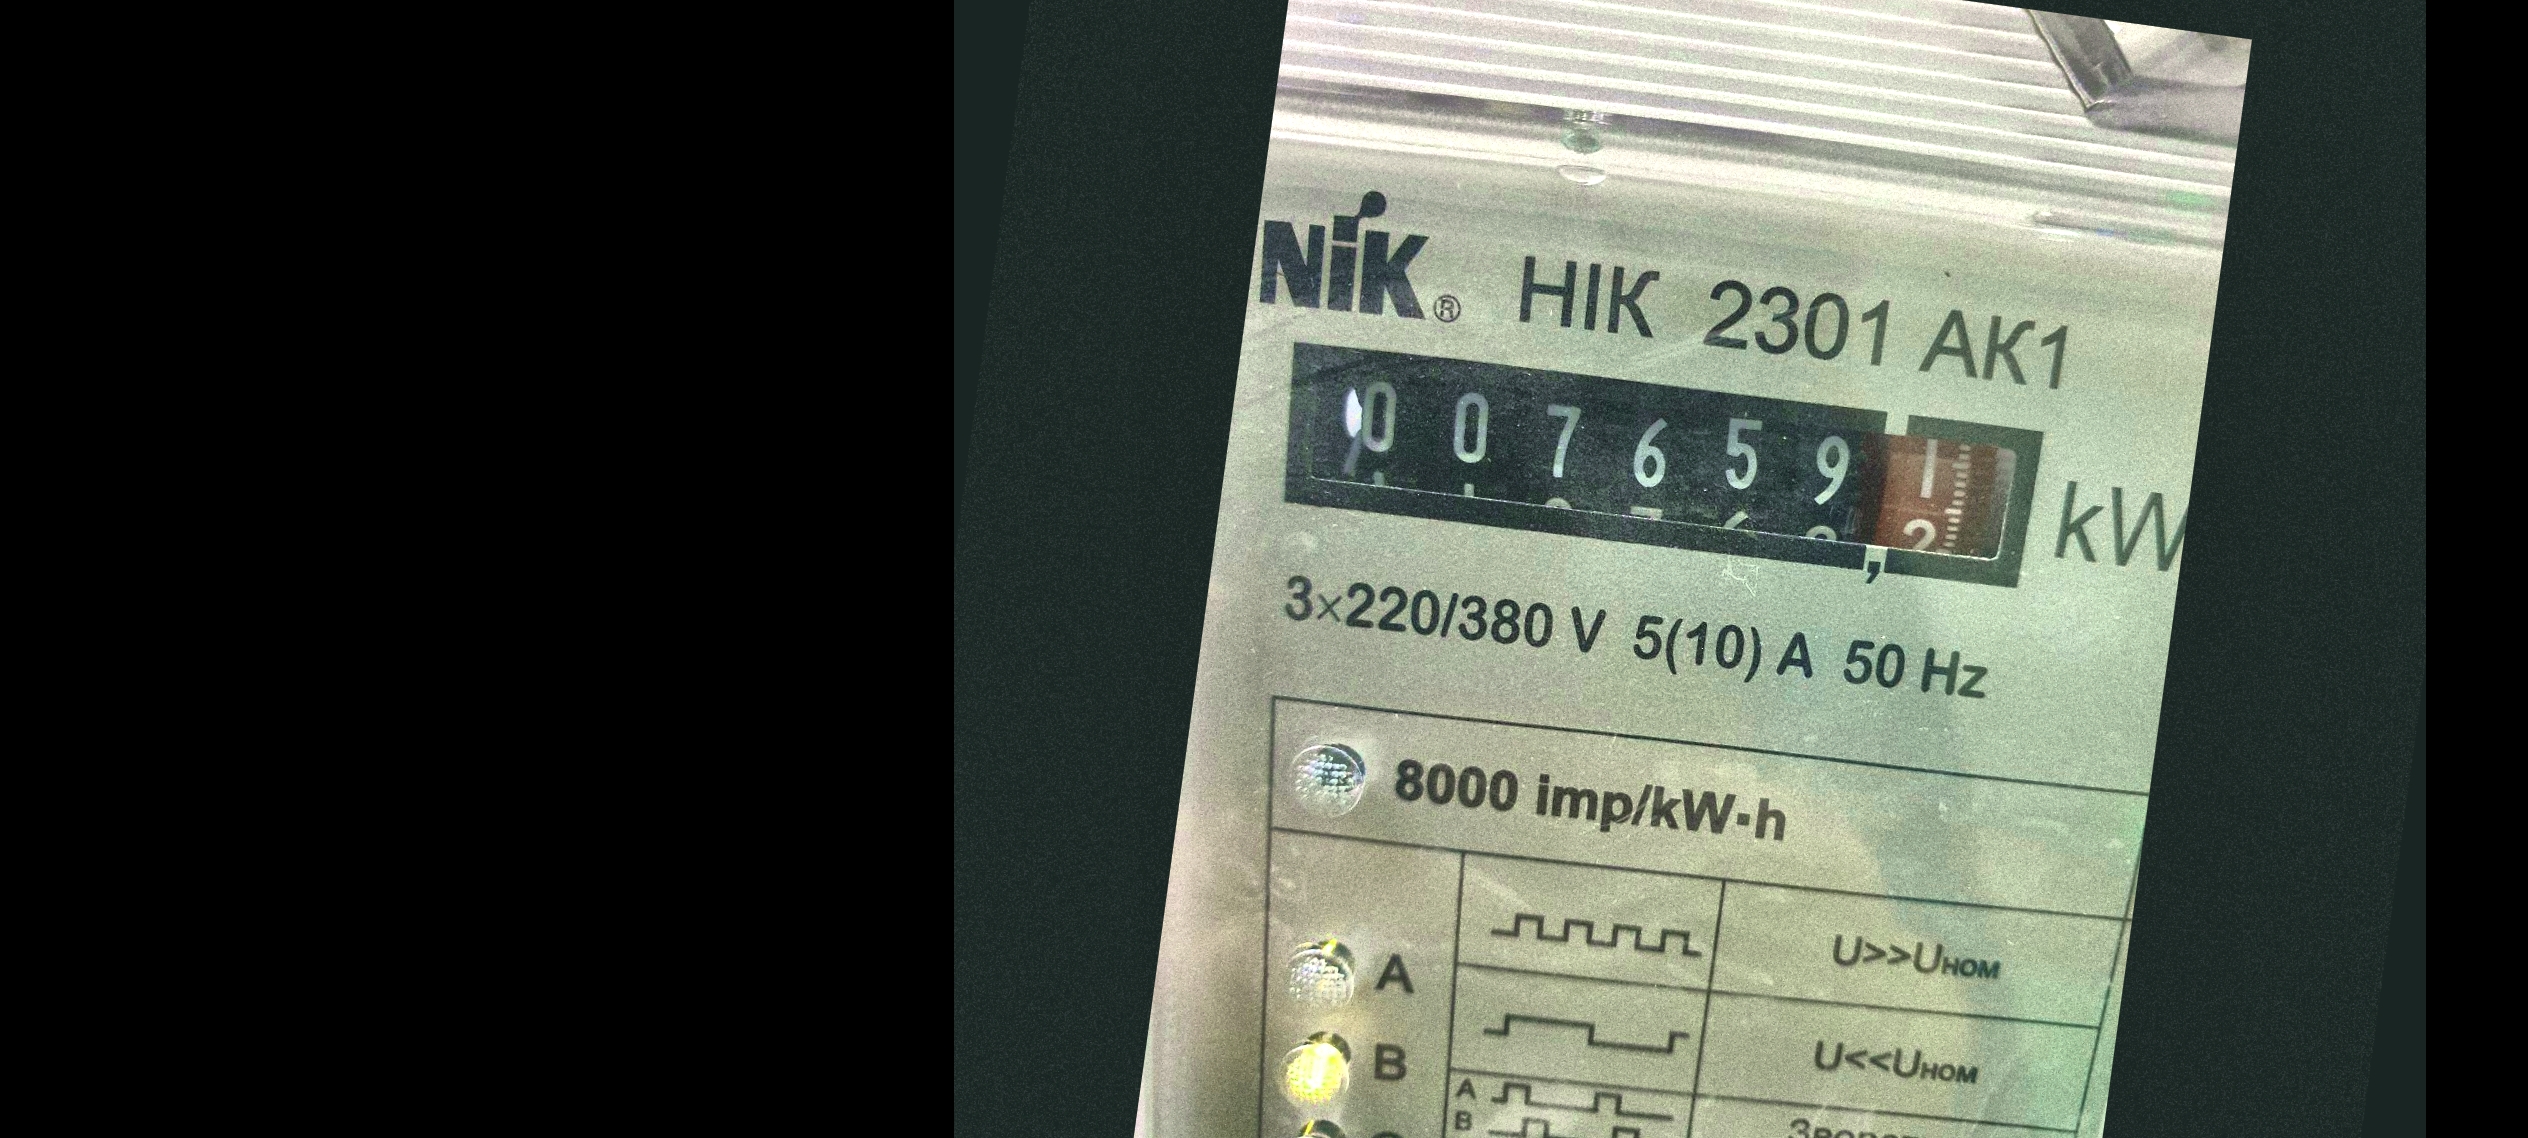 NiK® НІК 2301 АК1
0 0 7 6 5 9 1
2
kW
,
3×220/380 V 5(10) A 50 Hz
8000 imp/kW·h
A
U>>Uном
B
U<<Uном
A
B